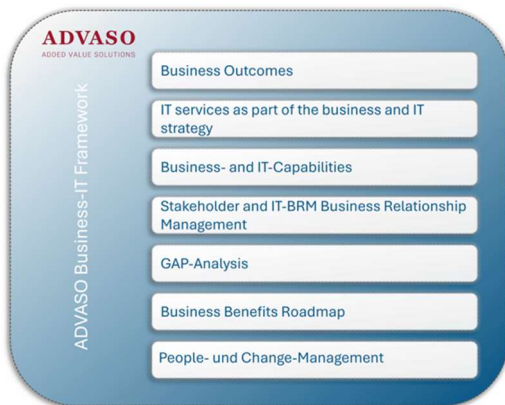 ADVASO
ADDED VALUE SOLUTIONS
ADVASO Business-IT Framework
Business Outcomes
IT services as part of the business and IT
strategy
Business- and IT-Capabilities
Stakeholder and IT-BRM Business Relationship
Management
GAP-Analysis
Business Benefits Roadmap
People- und Change-Management